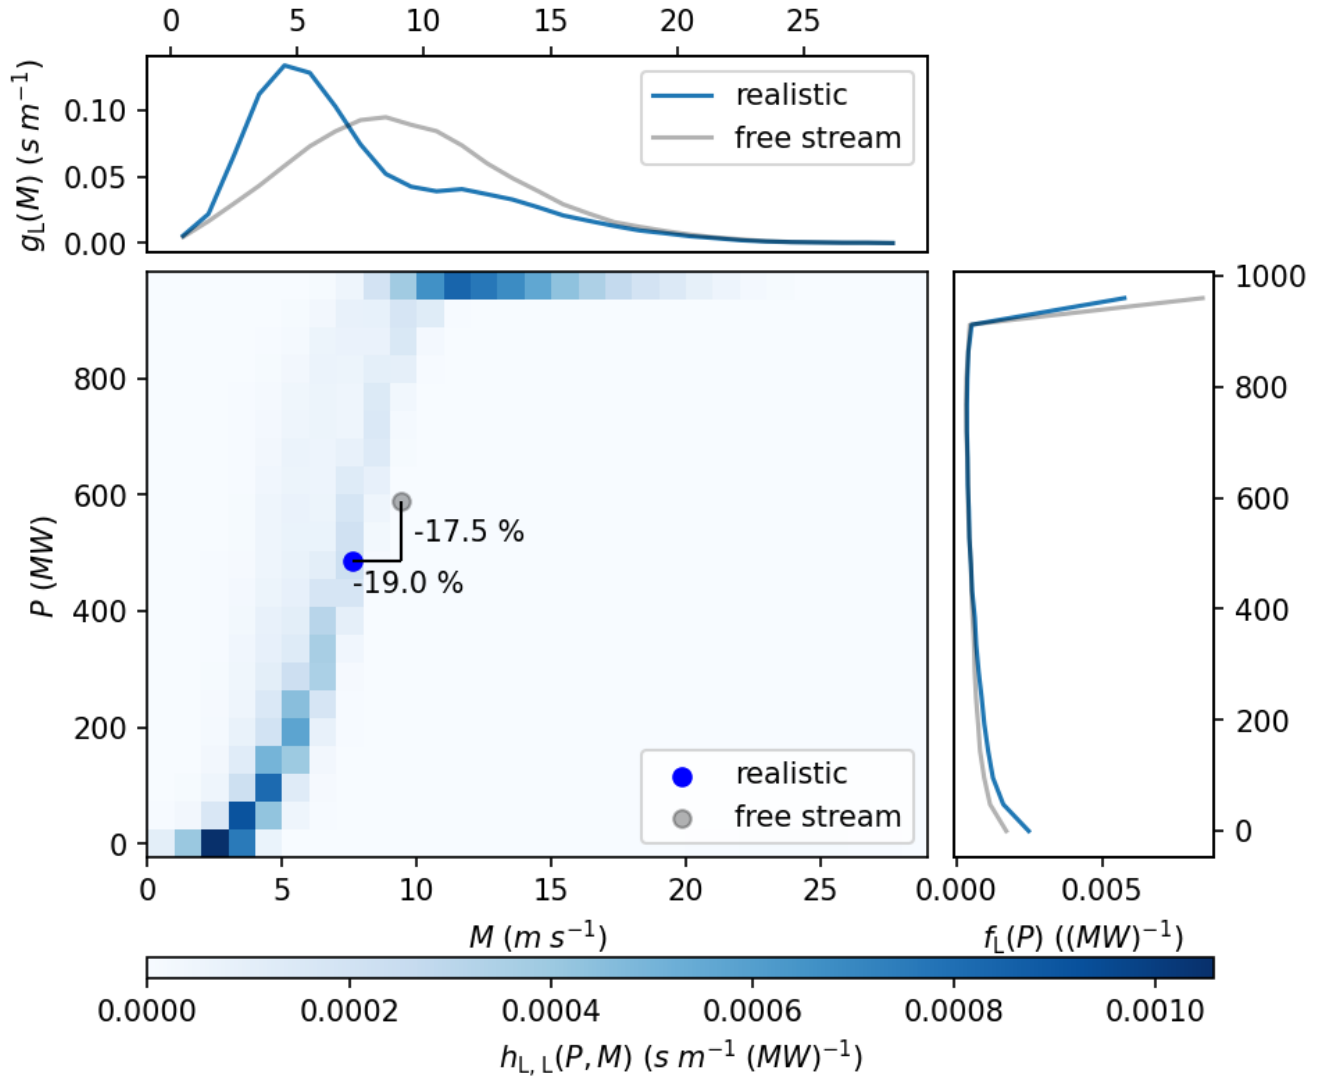 0 5 10 15 20 25
g_L(M) (s m⁻¹)
0.10
0.05
0.00
realistic
free stream
P (MW)
800
600
400
200
0
-17.5 %
-19.0 %
realistic
free stream
0 5 10 15 20 25
M (m s⁻¹)
1000
800
600
400
200
0
0.000 0.005
f_L(P) ((MW)⁻¹)
0.0000 0.0002 0.0004 0.0006 0.0008 0.0010
h_L, L(P, M) (s m⁻¹ (MW)⁻¹)